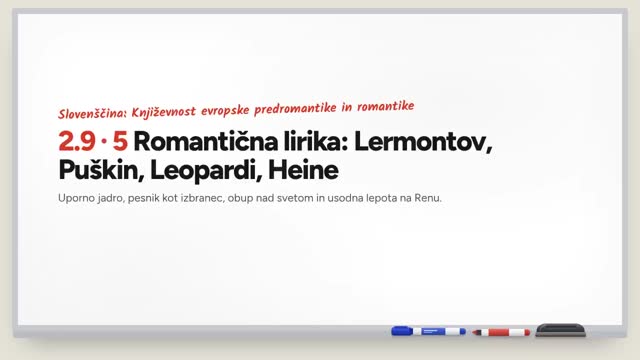 Slovenščina: Književnost evropske predromantike in romantike
2.9 · 5 Romantična lirika: Lermontov,
Puškin, Leopardi, Heine
Uporno jadro, pesnik kot izbranec, obup nad svetom in usodna lepota na Renu.